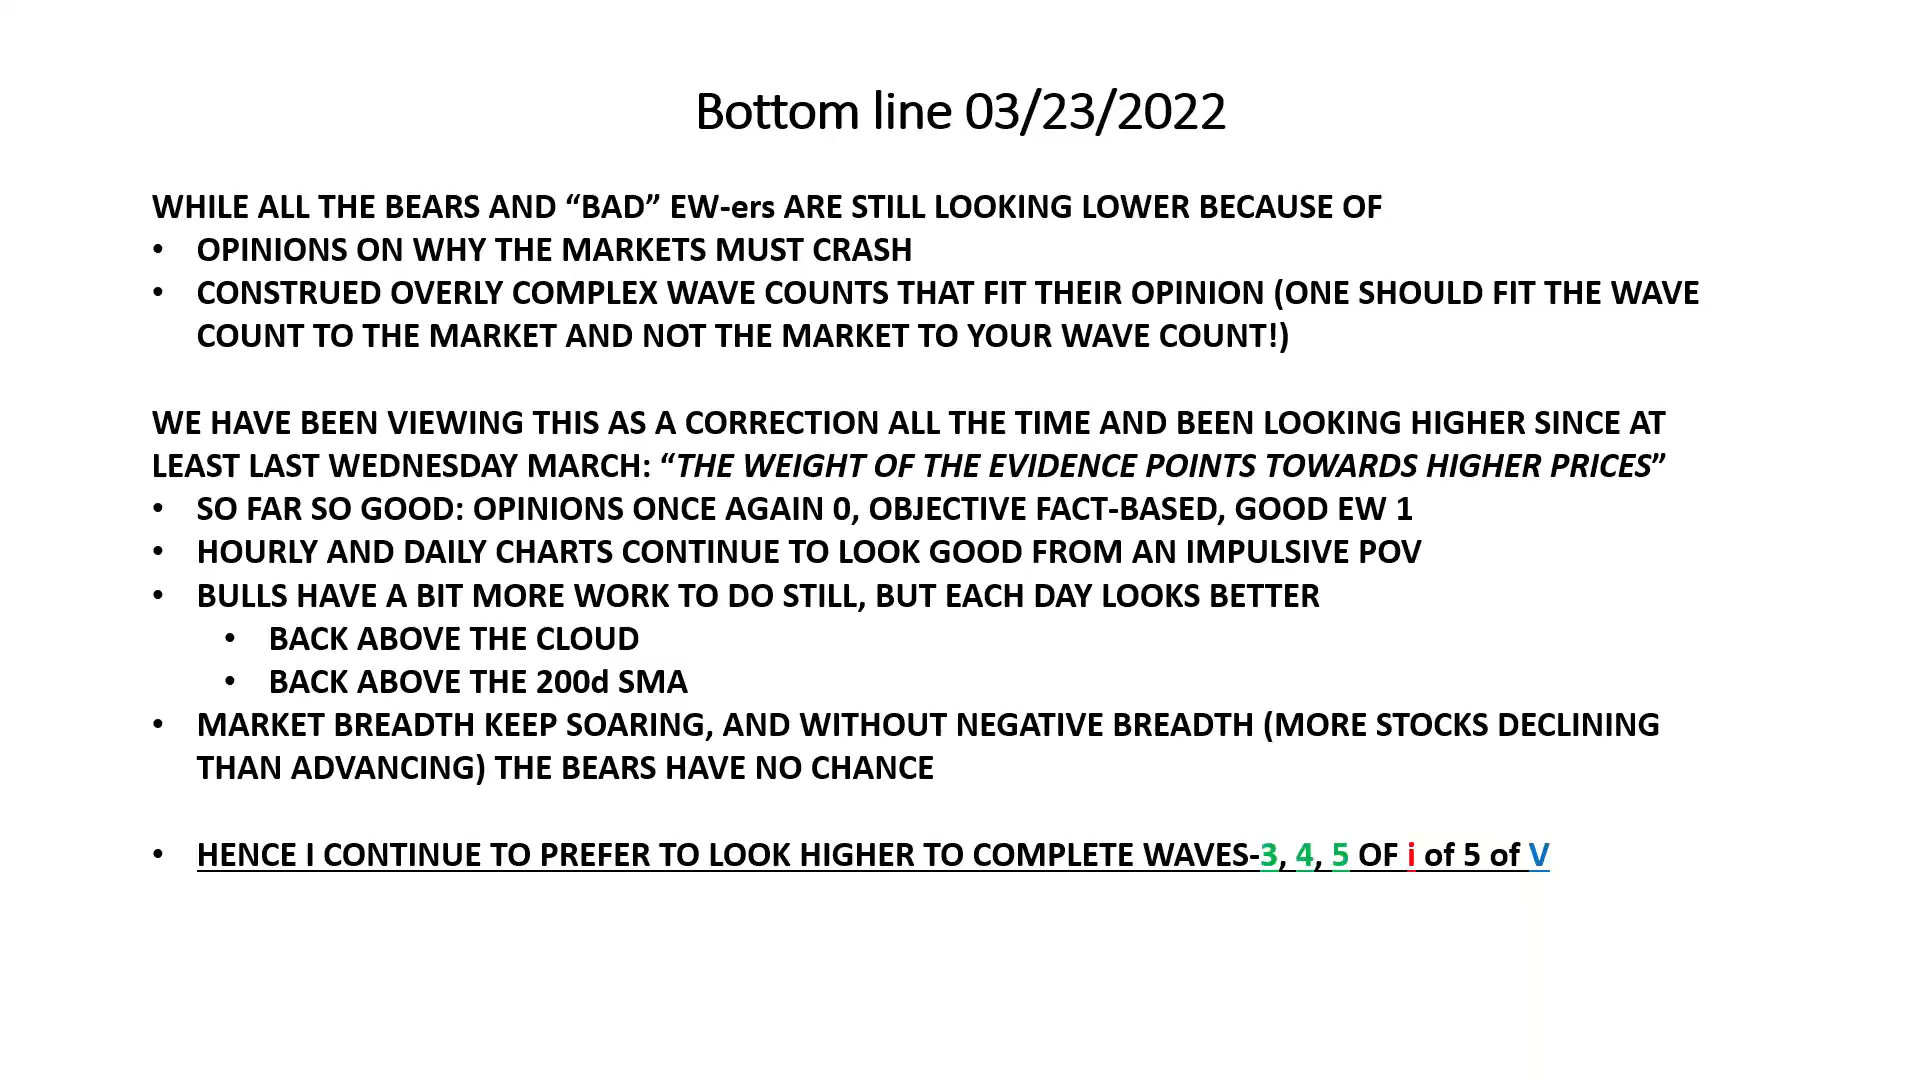 Bottom line 03/23/2022
WHILE ALL THE BEARS AND “BAD” EW-ers ARE STILL LOOKING LOWER BECAUSE OF
• OPINIONS ON WHY THE MARKETS MUST CRASH
• CONSTRUED OVERLY COMPLEX WAVE COUNTS THAT FIT THEIR OPINION (ONE SHOULD FIT THE WAVE
COUNT TO THE MARKET AND NOT THE MARKET TO YOUR WAVE COUNT!)
WE HAVE BEEN VIEWING THIS AS A CORRECTION ALL THE TIME AND BEEN LOOKING HIGHER SINCE AT
LEAST LAST WEDNESDAY MARCH: “THE WEIGHT OF THE EVIDENCE POINTS TOWARDS HIGHER PRICES”
• SO FAR SO GOOD: OPINIONS ONCE AGAIN 0, OBJECTIVE FACT-BASED, GOOD EW 1
• HOURLY AND DAILY CHARTS CONTINUE TO LOOK GOOD FROM AN IMPULSIVE POV
• BULLS HAVE A BIT MORE WORK TO DO STILL, BUT EACH DAY LOOKS BETTER
• BACK ABOVE THE CLOUD
• BACK ABOVE THE 200d SMA
• MARKET BREADTH KEEP SOARING, AND WITHOUT NEGATIVE BREADTH (MORE STOCKS DECLINING
THAN ADVANCING) THE BEARS HAVE NO CHANCE
• HENCE I CONTINUE TO PREFER TO LOOK HIGHER TO COMPLETE WAVES-3, 4, 5 OF i of 5 of V